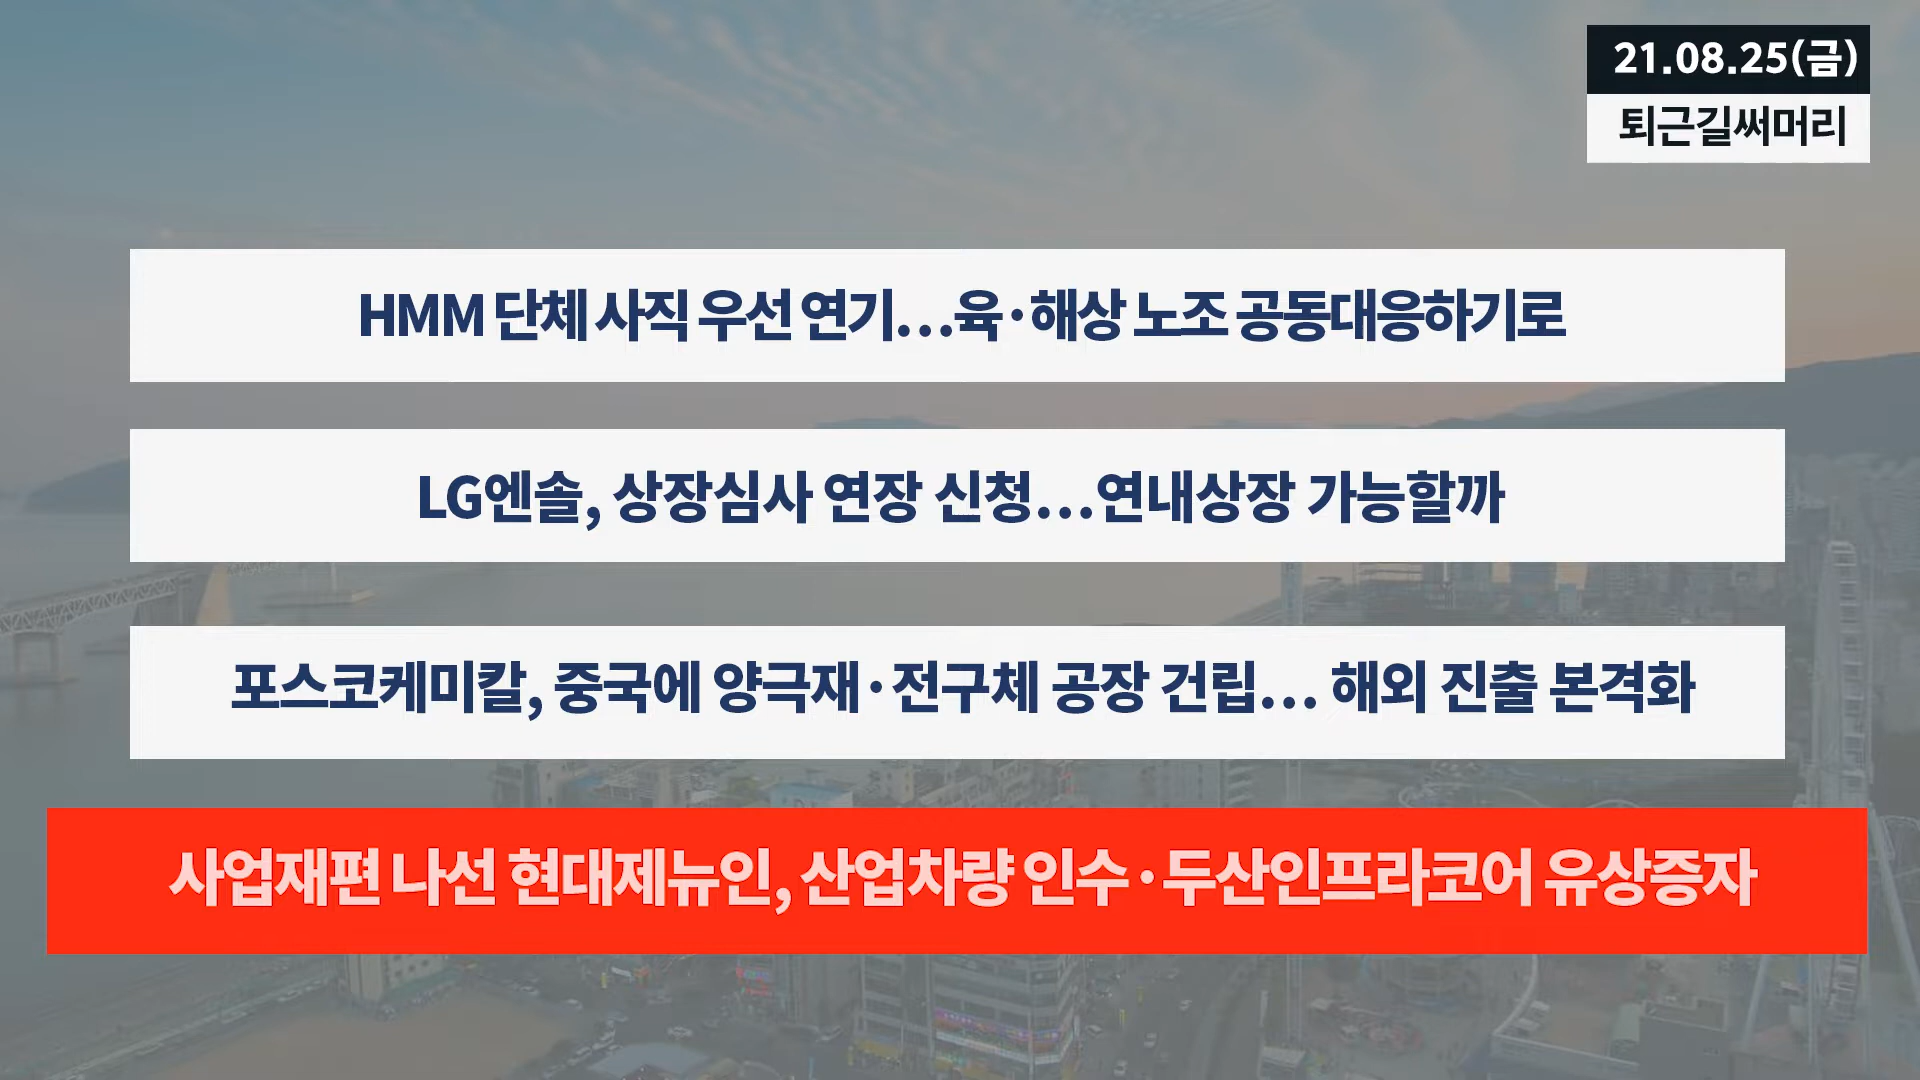 21.08.25(금)
퇴근길써머리
HMM 단체 사직 우선 연기...육·해상 노조 공동대응하기로
LG엔솔, 상장심사 연장 신청...연내상장 가능할까
포스코케미칼, 중국에 양극재·전구체 공장 건립... 해외 진출 본격화
사업재편 나선 현대제뉴인, 산업차량 인수·두산인프라코어 유상증자